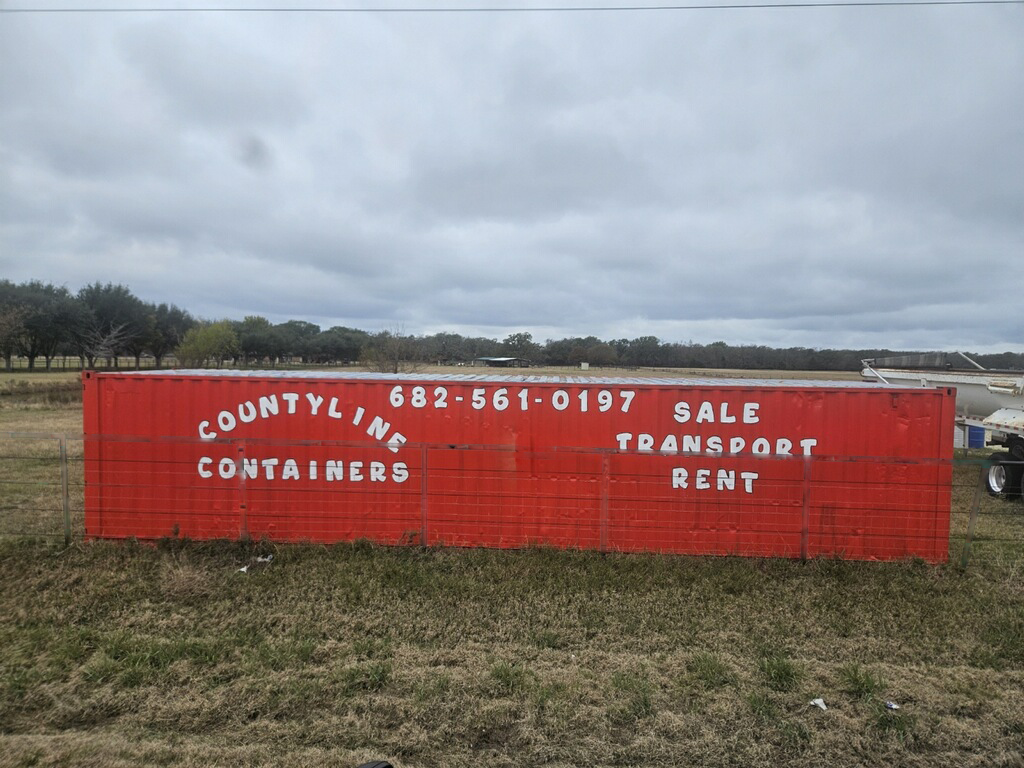 COUNTYLINE
CONTAINERS
682-561-0197
SALE
TRANSPORT
RENT